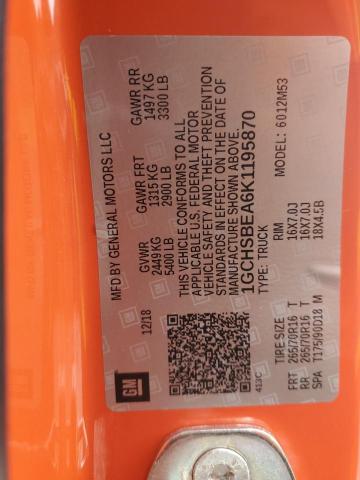 MFD BY GENERAL MOTORS LLC
12/18
GVWR
2449 KG
5400 LB
GAWR FRT
1315 KG
2900 LB
GAWR RR
1497 KG
3300 LB
THIS VEHICLE CONFORMS TO ALL
APPLICABLE U.S. FEDERAL MOTOR
VEHICLE SAFETY AND THEFT PREVENTION
STANDARDS IN EFFECT ON THE DATE OF
MANUFACTURE SHOWN ABOVE.
1GCHSBEA6K1195870
TYPE: TRUCK
MODEL: 6012M53
TIRE SIZE RIM
FRT 265/70R16 T 16X7.0J
RR 265/70R16 T 16X7.0J
SPA T175/90D18 M 18X4.5B
GM
413C